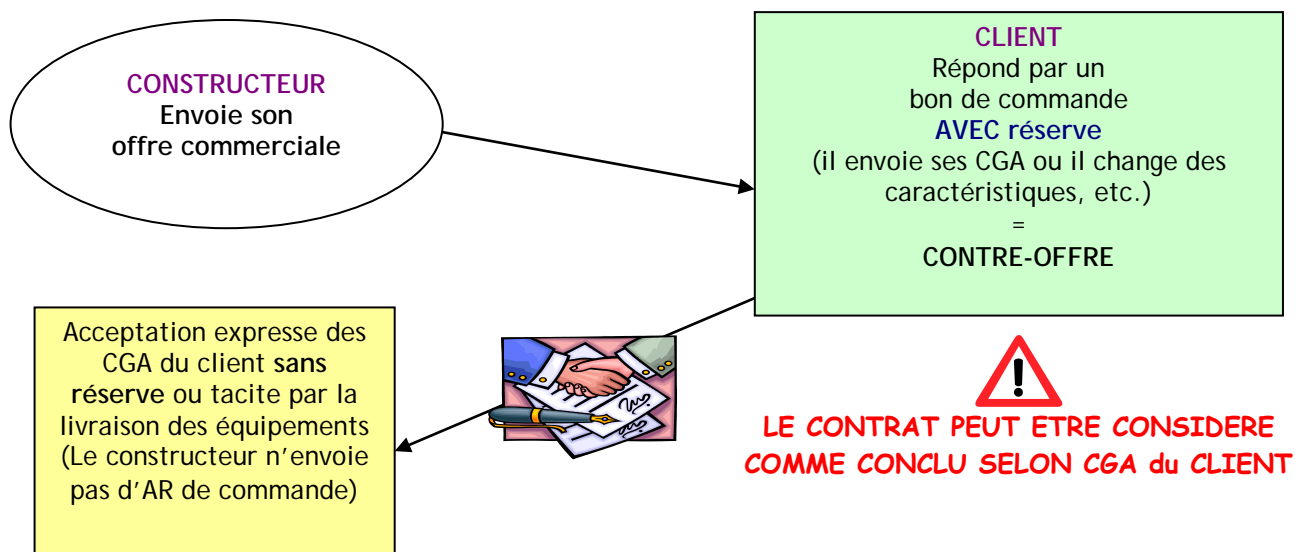 CONSTRUCTEUR
Envoie son
offre commerciale
CLIENT
Répond par un
bon de commande
AVEC réserve
(il envoie ses CGA ou il change des
caractéristiques, etc.)
=
CONTRE-OFFRE
Acceptation expresse des
CGA du client sans
réserve ou tacite par la
livraison des équipements
(Le constructeur n'envoie
pas d'AR de commande)
!
LE CONTRAT PEUT ETRE CONSIDERE
COMME CONCLU SELON CGA du CLIENT